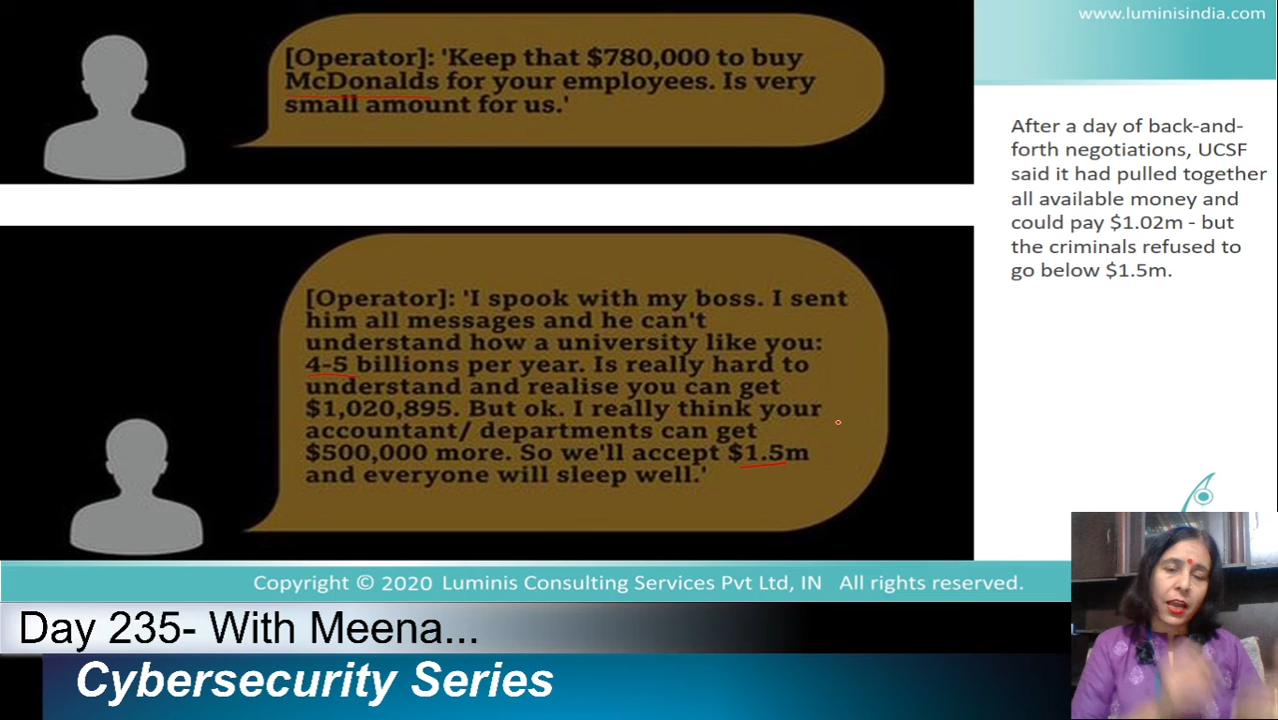 www.luminisindia.com
[Operator]: 'Keep that $780,000 to buy
McDonalds for your employees. Is very
small amount for us.'
After a day of back-and-
forth negotiations, UCSF
said it had pulled together
all available money and
could pay $1.02m - but
the criminals refused to
go below $1.5m.
[Operator]: 'I spook with my boss. I sent
him all messages and he can't
understand how a university like you:
4-5 billions per year. Is really hard to
understand and realise you can get
$1,020,895. But ok. I really think your
accountant/ departments can get
$500,000 more. So we'll accept $1.5m
and everyone will sleep well.'
Copyright © 2020 Luminis Consulting Services Pvt Ltd, IN All rights reserved.
Day 235- With Meena...
Cybersecurity Series